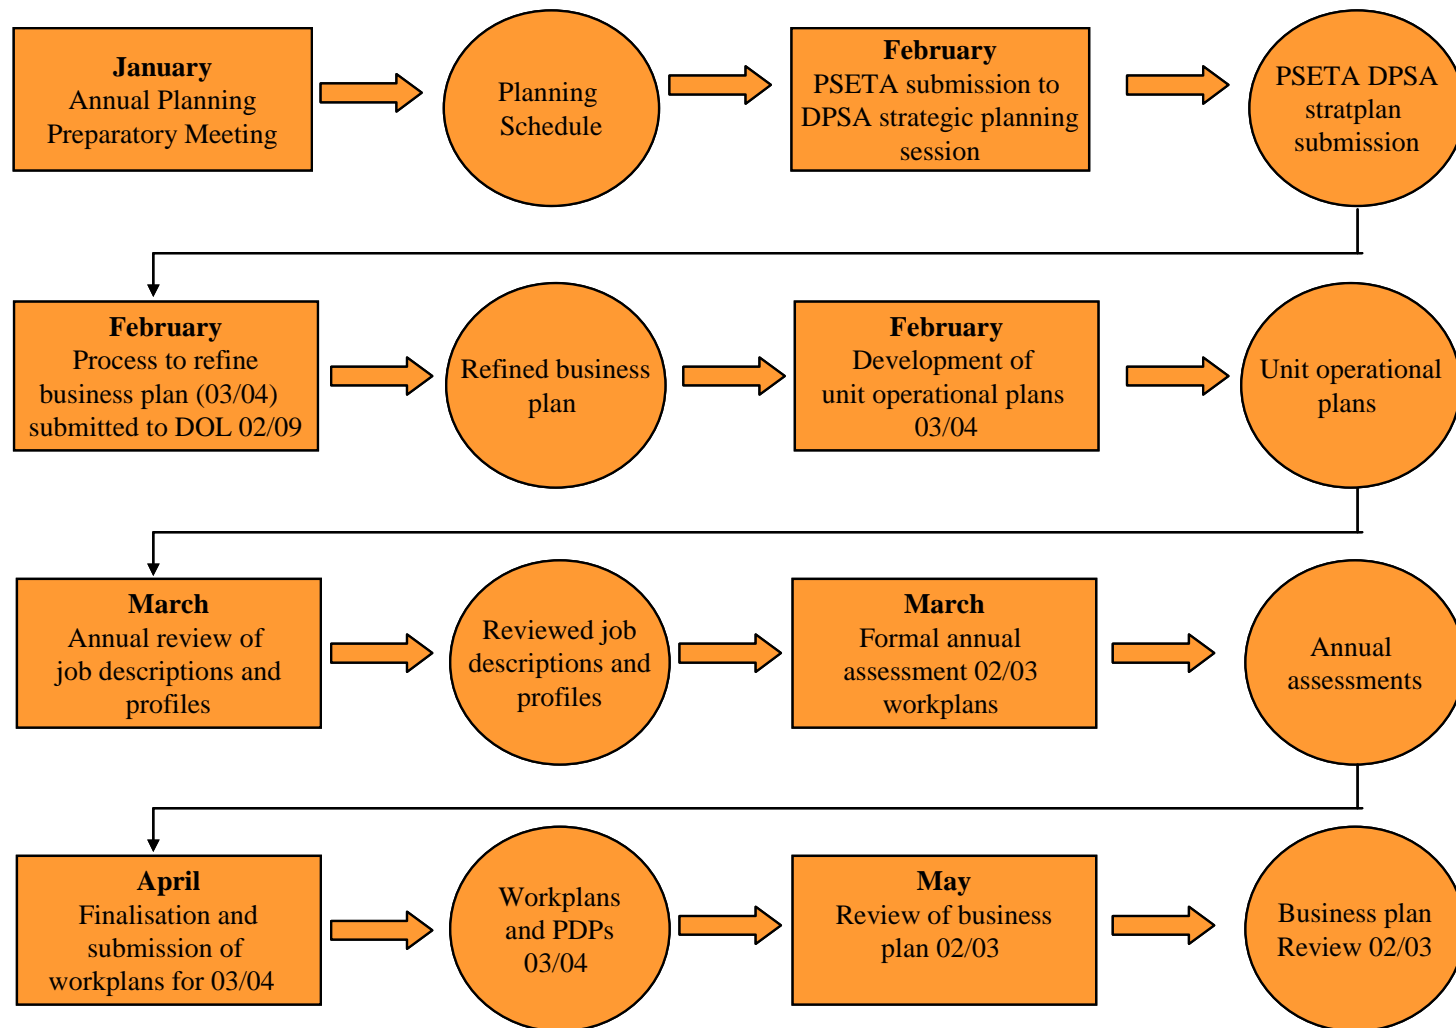 January
Annual Planning
Preparatory Meeting
Planning
Schedule
February
PSETA submission to
DPSA strategic planning
session
PSETA DPSA
stratplan
submission
February
Process to refine
business plan (03/04)
submitted to DOL 02/09
Refined business
plan
February
Development of
unit operational plans
03/04
Unit operational
plans
March
Annual review of
job descriptions and
profiles
Reviewed job
descriptions and
profiles
March
Formal annual
assessment 02/03
workplans
Annual
assessments
April
Finalisation and
submission of
workplans for 03/04
Workplans
and PDPs
03/04
May
Review of business
plan 02/03
Business plan
Review 02/03